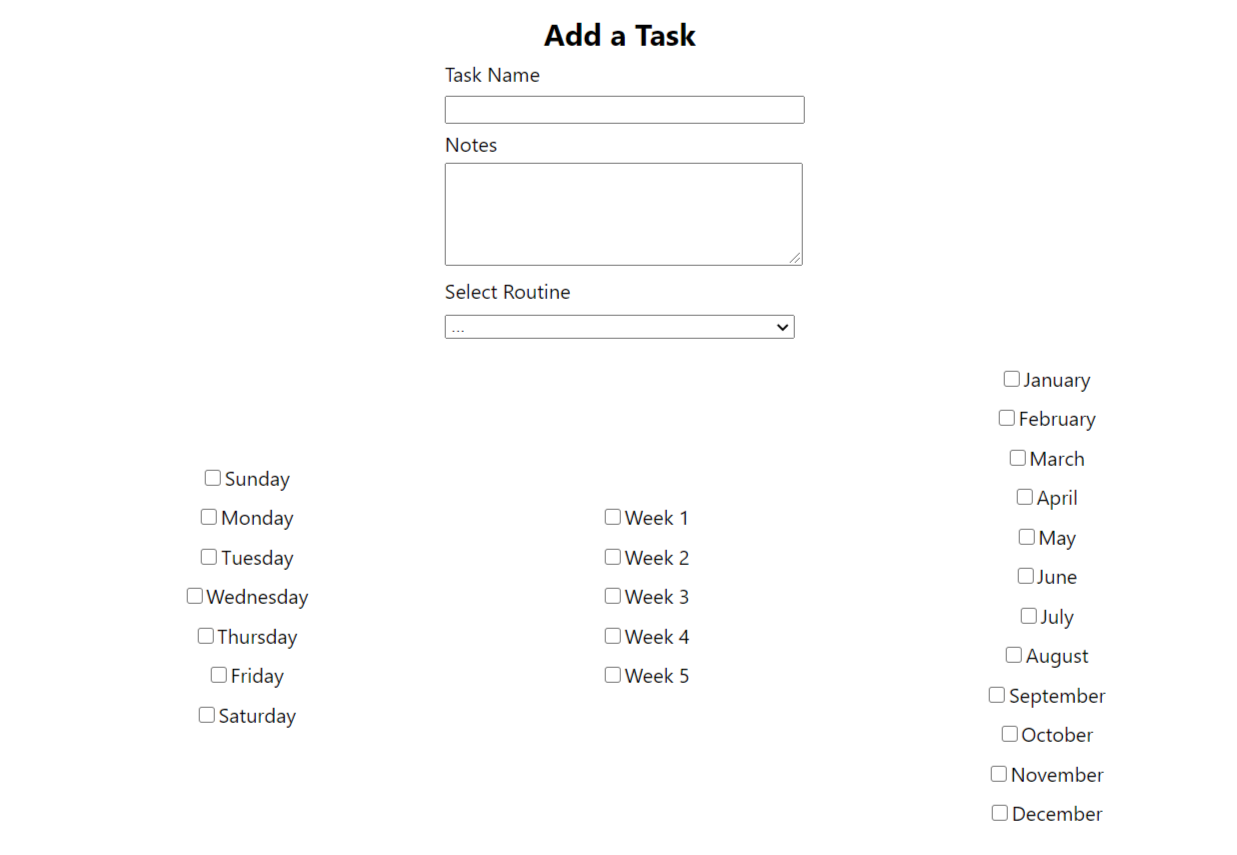 Add a Task
Task Name
Notes
Select Routine
...
Sunday
Monday
Tuesday
Wednesday
Thursday
Friday
Saturday
Week 1
Week 2
Week 3
Week 4
Week 5
January
February
March
April
May
June
July
August
September
October
November
December